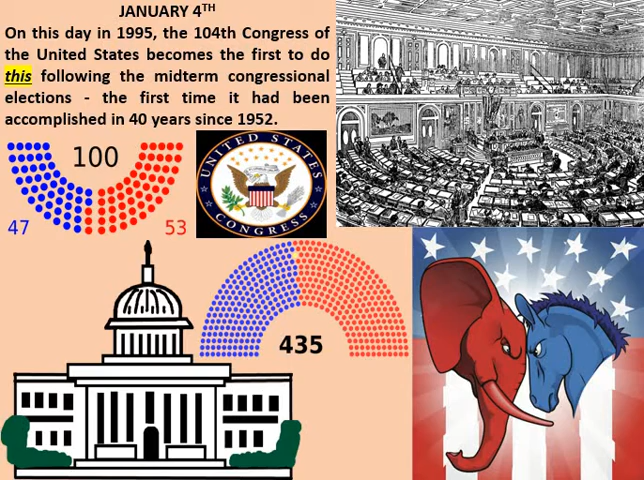 JANUARY 4TH
On this day in 1995, the 104th Congress of
the United States becomes the first to do
this following the midterm congressional
elections - the first time it had been
accomplished in 40 years since 1952.
100
47
53
UNITED STATES
CONGRESS
435